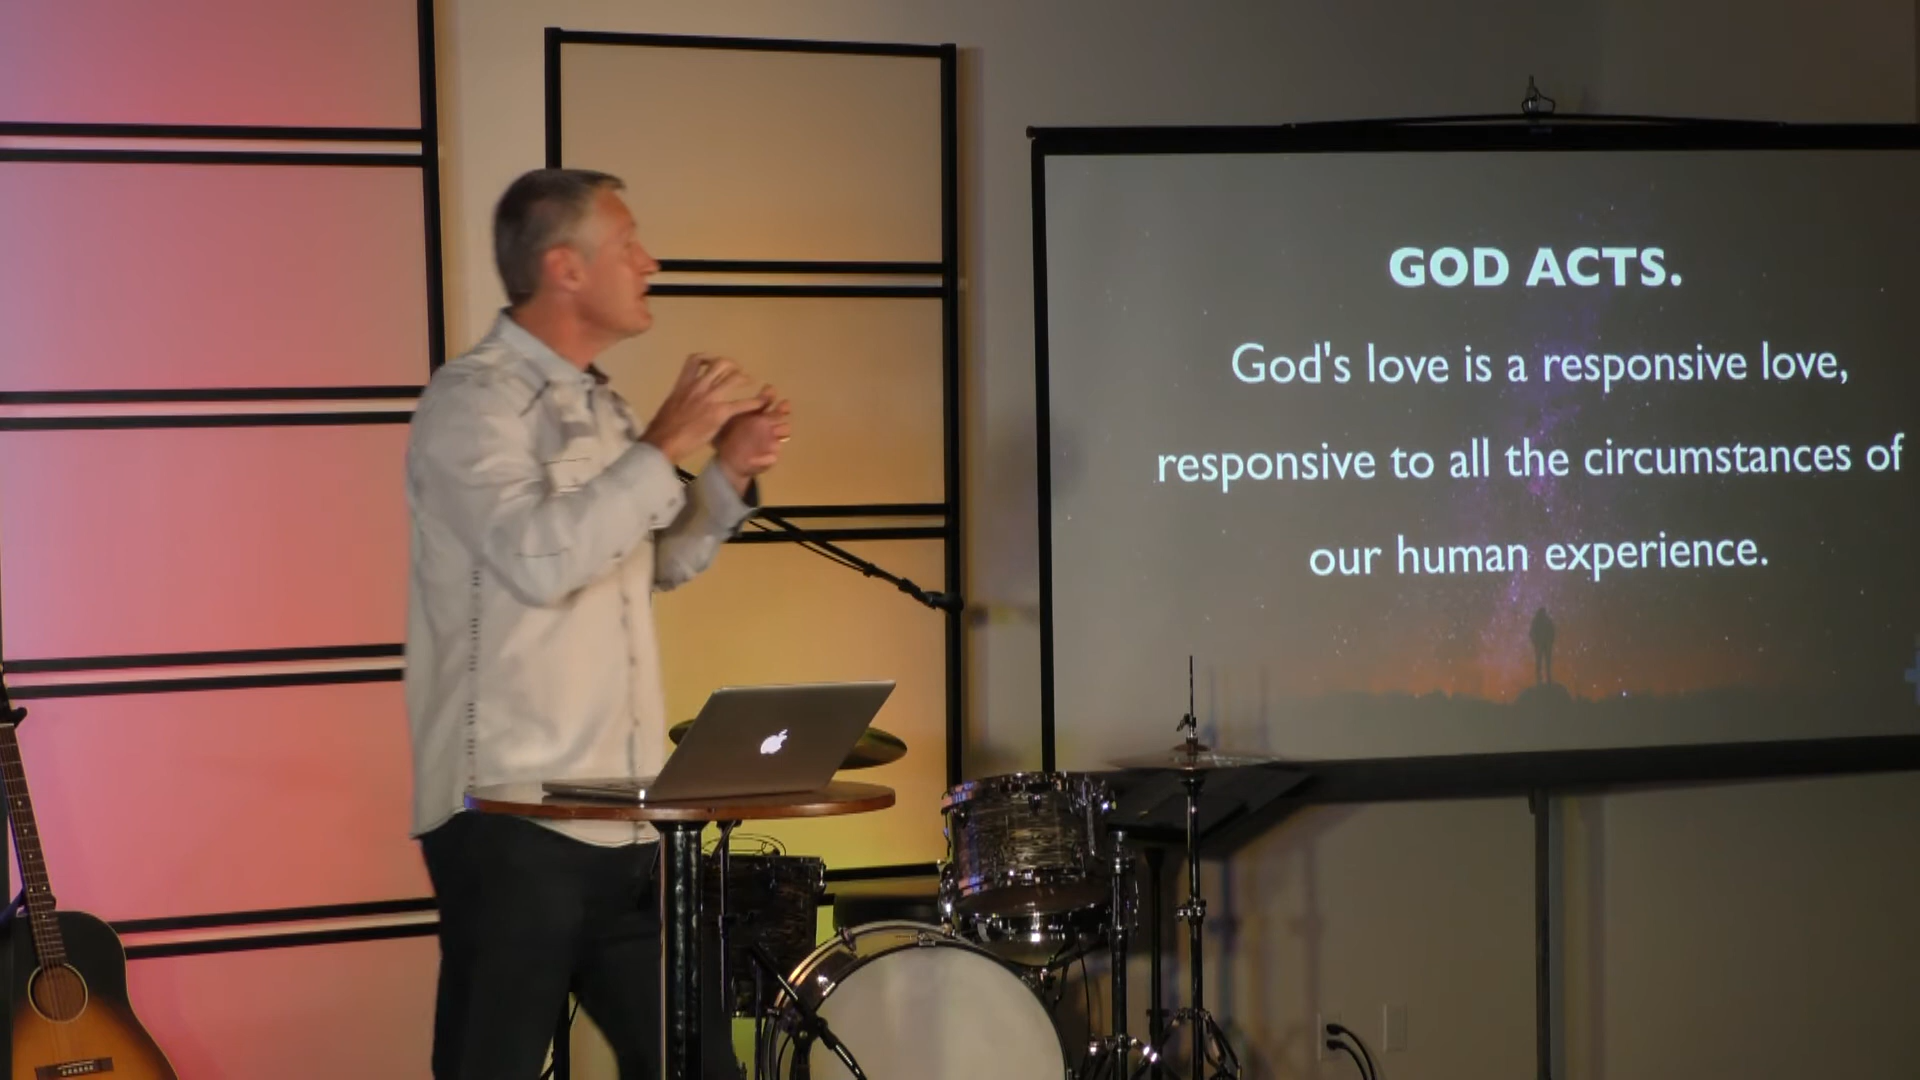 GOD ACTS.
God's love is a responsive love,
responsive to all the circumstances of
our human experience.